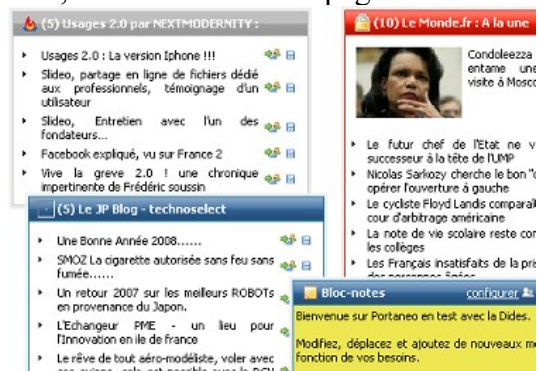 (5) Usages 2.0 par NEXTMODERNITY :
Usages 2.0 : La version Iphone !!!
Slideo, partage en ligne de fichiers dédié
aux professionnels, témoignage d'un
utilisateur
Slideo, Entretien avec l'un des
fondateurs...
Facebook expliqué, vu sur France 2
Vive la greve 2.0 ! une chronique
impertinente de Frédéric soussin
(10) Le Monde.fr : A la une
Condoleezza
entame une
visite à Mosco
Le futur chef de l'Etat ne v
successeur à la tête de l'UMP
Nicolas Sarkozy cherche le bon "
opérer l'ouverture à gauche
Le cycliste Floyd Landis comparaî
cour d'arbitrage américaine
La note de vie scolaire reste con
les collèges
Les Français insatisfaits de la pris
des personnes âgées
(5) Le JP Blog - technoselect
Une Bonne Année 2008......
SMOZ La cigarette autorisée sans feu sans
fumée......
Un retour 2007 sur les meilleurs ROBOTs
en provenance du Japon.
L'Echangeur PME - un lieu pour
l'Innovation en ile de france
Le rêve de tout aéro-modéliste, voler avec
Bloc-notes configurer
Bienvenue sur Portaneo en test avec la Dides.
Modifiez, déplacez et ajoutez de nouveaux mo
fonction de vos besoins.